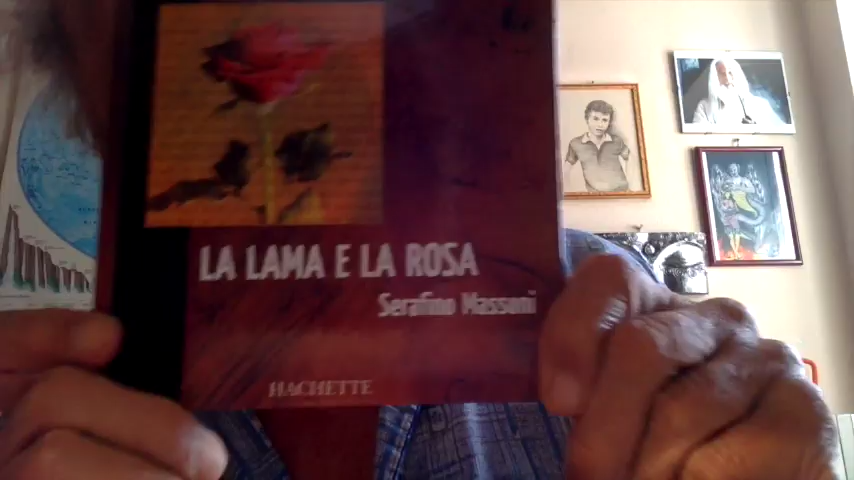 LA LAMA E LA ROSA
Serafino Massoni
HACHETTE